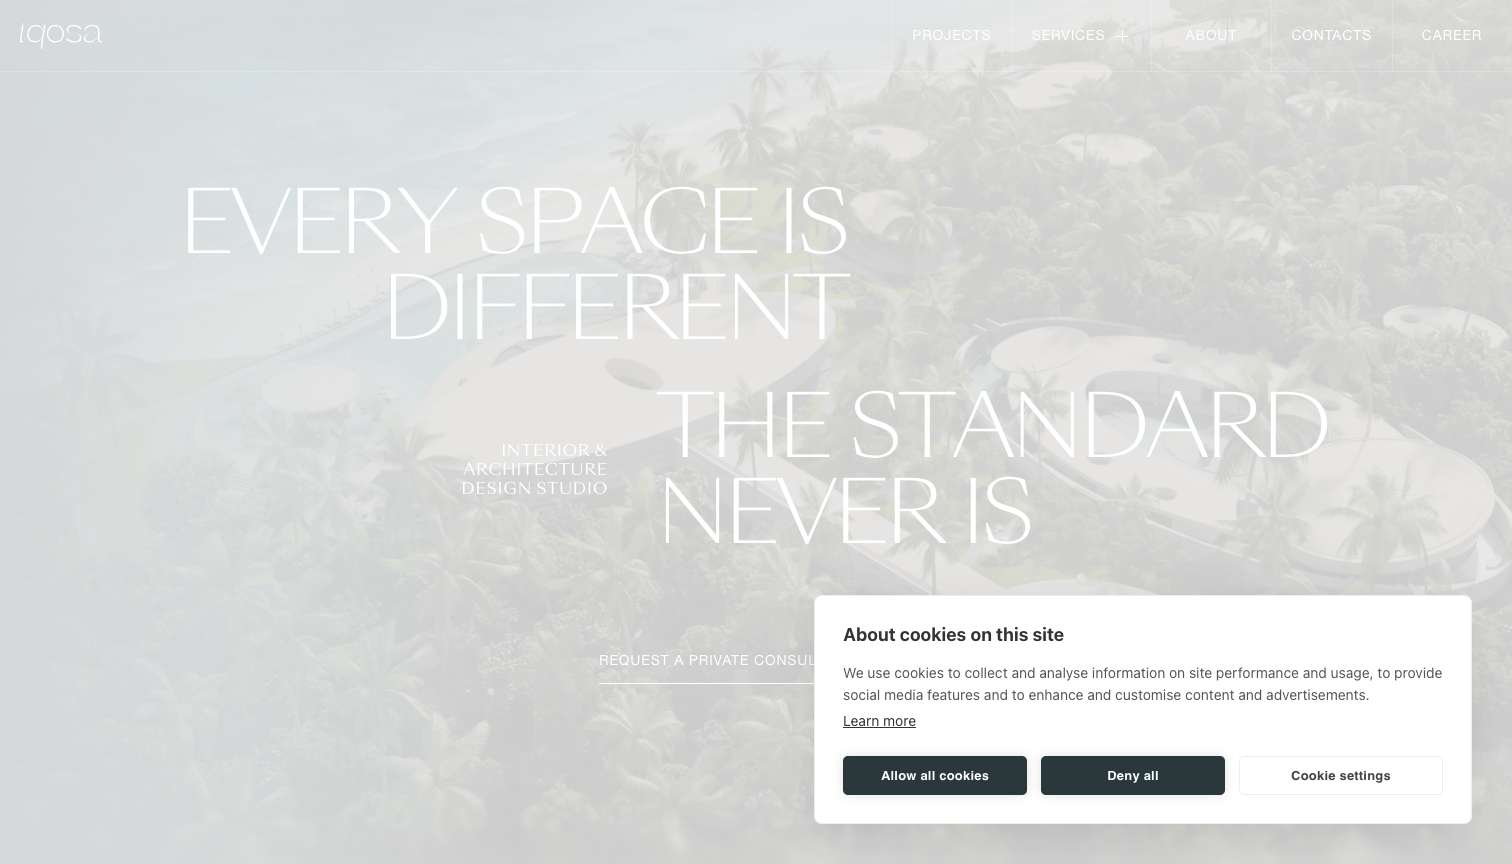 iqosa
PROJECTS
SERVICES
ABOUT
CONTACTS
CAREER
EVERY SPACE IS
DIFFERENT
THE STANDARD
NEVER IS
INTERIOR &
ARCHITECTURE
DESIGN STUDIO
REQUEST A PRIVATE
About cookies on this site
We use cookies to collect and analyse information on site performance and usage, to provide
social media features and to enhance and customise content and advertisements.
Learn more
Allow all cookies
Deny all
Cookie settings